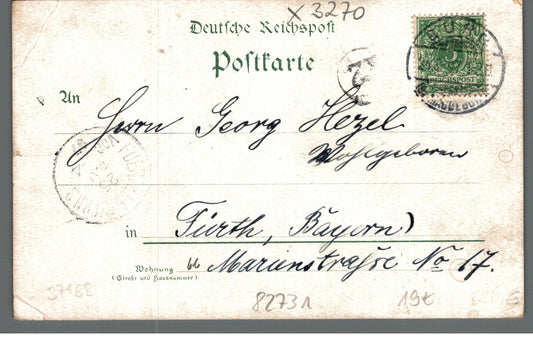 X 3270
Deutsche Reichspost
Postkarte
5
REICHSPOST
An
Herrn Georg Hezel
Wohlgeboren
in Fürth, Bayern)
Wohnung Marienstraße No 17.
(Straße und Hausnummer)
37188
82731
19t